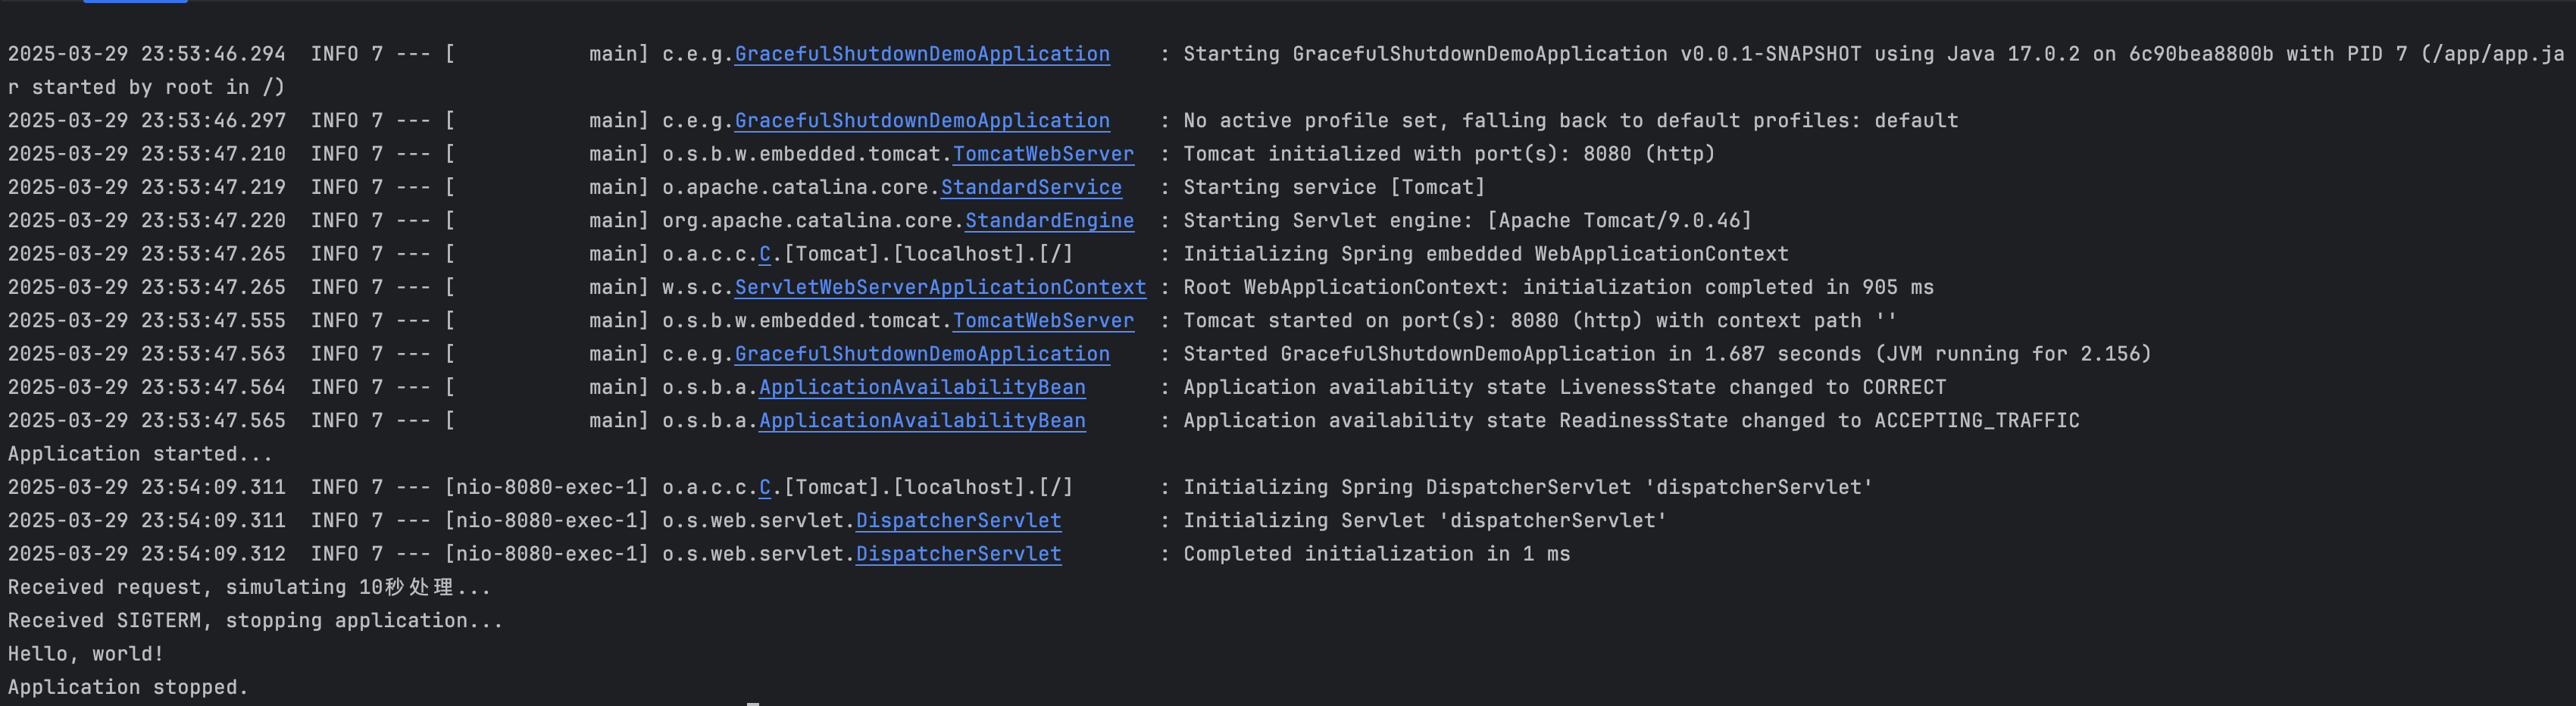 2025-03-29 23:53:46.294  INFO 7 --- [           main] c.e.g.GracefulShutdownDemoApplication    : Starting GracefulShutdownDemoApplication v0.0.1-SNAPSHOT using Java 17.0.2 on 6c90bea8800b with PID 7 (/app/app.ja
r started by root in /)
2025-03-29 23:53:46.297  INFO 7 --- [           main] c.e.g.GracefulShutdownDemoApplication    : No active profile set, falling back to default profiles: default
2025-03-29 23:53:47.210  INFO 7 --- [           main] o.s.b.w.embedded.tomcat.TomcatWebServer  : Tomcat initialized with port(s): 8080 (http)
2025-03-29 23:53:47.219  INFO 7 --- [           main] o.apache.catalina.core.StandardService   : Starting service [Tomcat]
2025-03-29 23:53:47.220  INFO 7 --- [           main] org.apache.catalina.core.StandardEngine  : Starting Servlet engine: [Apache Tomcat/9.0.46]
2025-03-29 23:53:47.265  INFO 7 --- [           main] o.a.c.c.C.[Tomcat].[localhost].[/]       : Initializing Spring embedded WebApplicationContext
2025-03-29 23:53:47.265  INFO 7 --- [           main] w.s.c.ServletWebServerApplicationContext : Root WebApplicationContext: initialization completed in 905 ms
2025-03-29 23:53:47.555  INFO 7 --- [           main] o.s.b.w.embedded.tomcat.TomcatWebServer  : Tomcat started on port(s): 8080 (http) with context path ''
2025-03-29 23:53:47.563  INFO 7 --- [           main] c.e.g.GracefulShutdownDemoApplication    : Started GracefulShutdownDemoApplication in 1.687 seconds (JVM running for 2.156)
2025-03-29 23:53:47.564  INFO 7 --- [           main] o.s.b.a.ApplicationAvailabilityBean      : Application availability state LivenessState changed to CORRECT
2025-03-29 23:53:47.565  INFO 7 --- [           main] o.s.b.a.ApplicationAvailabilityBean      : Application availability state ReadinessState changed to ACCEPTING_TRAFFIC
Application started...
2025-03-29 23:54:09.311  INFO 7 --- [nio-8080-exec-1] o.a.c.c.C.[Tomcat].[localhost].[/]       : Initializing Spring DispatcherServlet 'dispatcherServlet'
2025-03-29 23:54:09.311  INFO 7 --- [nio-8080-exec-1] o.s.web.servlet.DispatcherServlet        : Initializing Servlet 'dispatcherServlet'
2025-03-29 23:54:09.312  INFO 7 --- [nio-8080-exec-1] o.s.web.servlet.DispatcherServlet        : Completed initialization in 1 ms
Received request, simulating 10秒处理...
Received SIGTERM, stopping application...
Hello, world!
Application stopped.